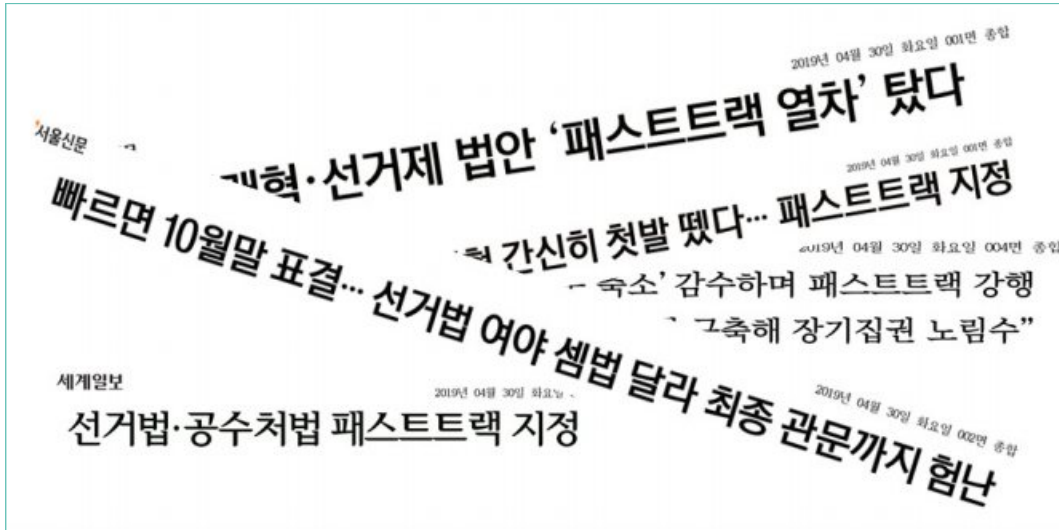 2019년 04월 30일 화요일 001면 종합
개혁·선거제 법안 ‘패스트트랙 열차’ 탔다
서울신문
빠르면 10월말 표결… 선거법 여야 셈법 달라 최종 관문까지 험난
2019년 04월 30일 화요일 001면 종합
간신히 첫발 뗐다… 패스트트랙 지정
2019년 04월 30일 화요일 004면 종합
숙소’ 감수하며 패스트트랙 강행
구축해 장기집권 노림수”
세계일보
2019년 04월 30일 화요일
선거법·공수처법 패스트트랙 지정
2019년 04월 30일 화요일 002면 종합